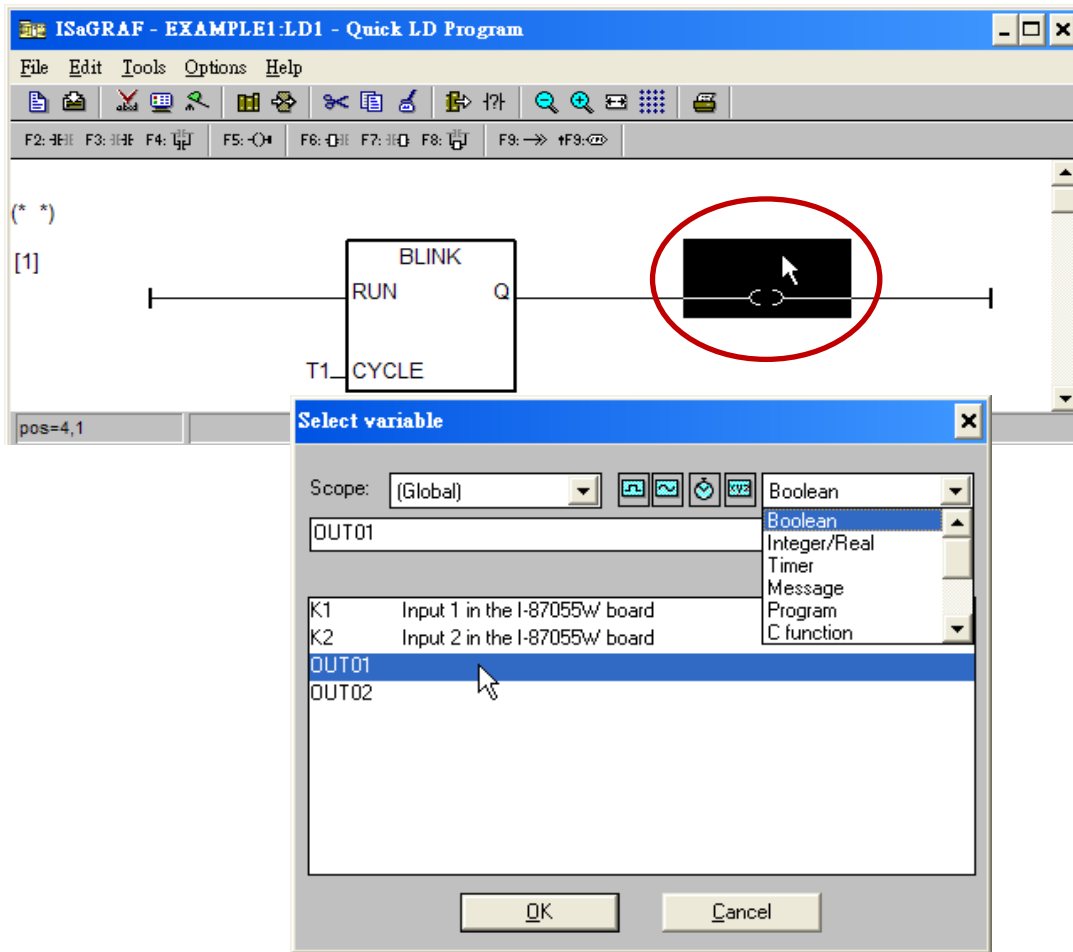 ISaGRAF - EXAMPLE1:LD1 - Quick LD Program
File Edit Tools Options Help
F2: F3: F4: F5: F6: F7: F8: F9: F9:
(* *)
[1]
BLINK
RUN Q
T1 CYCLE
pos=4,1
Select variable
Scope: (Global) Boolean
OUT01
Boolean
Integer/Real
Timer
Message
Program
C function
K1 Input 1 in the I-87055W board
K2 Input 2 in the I-87055W board
OUT01
OUT02
OK Cancel